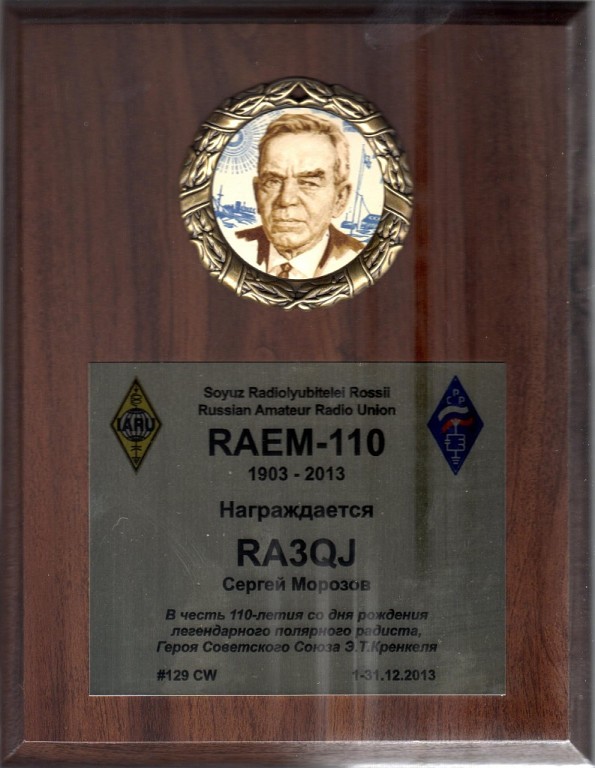 Soyuz Radiolyubitelei Rossii
Russian Amateur Radio Union
IARU
С Р Р
RAEM-110
1903 - 2013
Награждается
RA3QJ
Сергей Морозов
В честь 110-летия со дня рождения
легендарного полярного радиста,
Героя Советского Союза Э.Т.Кренкеля
#129 CW 1-31.12.2013